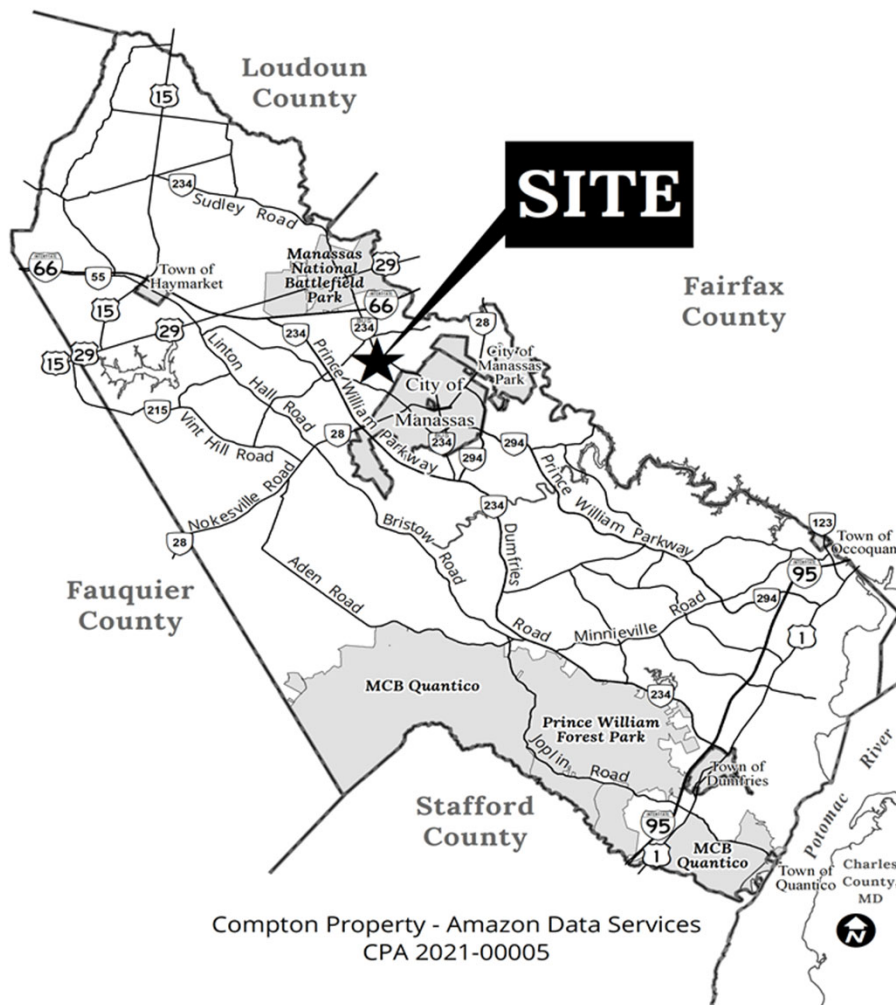 Loudoun
County
15
234
Sudley Road
SITE
Manassas
National
Battlefield
Park
29
66
55
Town of
Haymarket
66
Fairfax
County
15
29
234
234
28
15
29
Linton Hall Road
Prince William Parkway
City of
Manassas
Park
City of
Manassas
215
Vint Hill Road
28
234
294
294
Nokesville Road
234
Prince William Parkway
28
Bristow Road
Dumfries Road
123
Town of
Occoquan
Aden Road
95
Fauquier
County
294
Minnieville Road
1
MCB Quantico
234
Prince William
Forest Park
Joplin Road
Town of
Dumfries
Potomac River
Stafford
County
95
1
MCB
Quantico
Town of
Quantico
Charles
County,
MD
N
Compton Property - Amazon Data Services
CPA 2021-00005